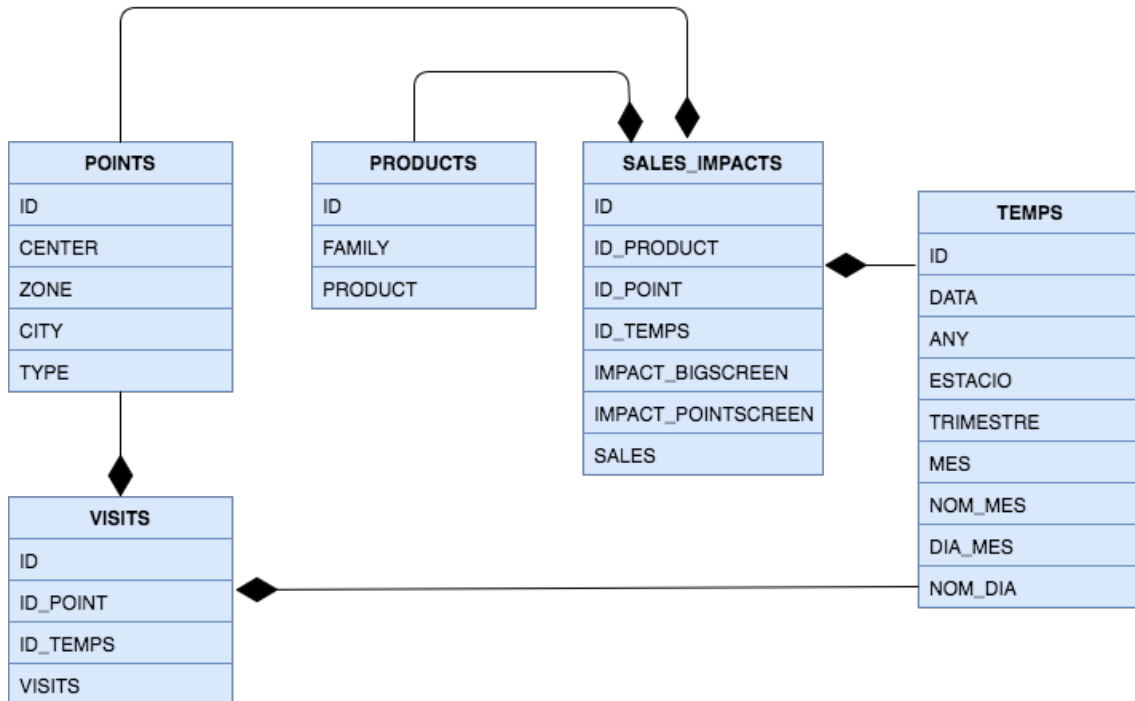 POINTS
ID
CENTER
ZONE
CITY
TYPE
PRODUCTS
ID
FAMILY
PRODUCT
SALES_IMPACTS
ID
ID_PRODUCT
ID_POINT
ID_TEMPS
IMPACT_BIGSCREEN
IMPACT_POINTSCREEN
SALES
TEMPS
ID
DATA
ANY
ESTACIO
TRIMESTRE
MES
NOM_MES
DIA_MES
NOM_DIA
VISITS
ID
ID_POINT
ID_TEMPS
VISITS